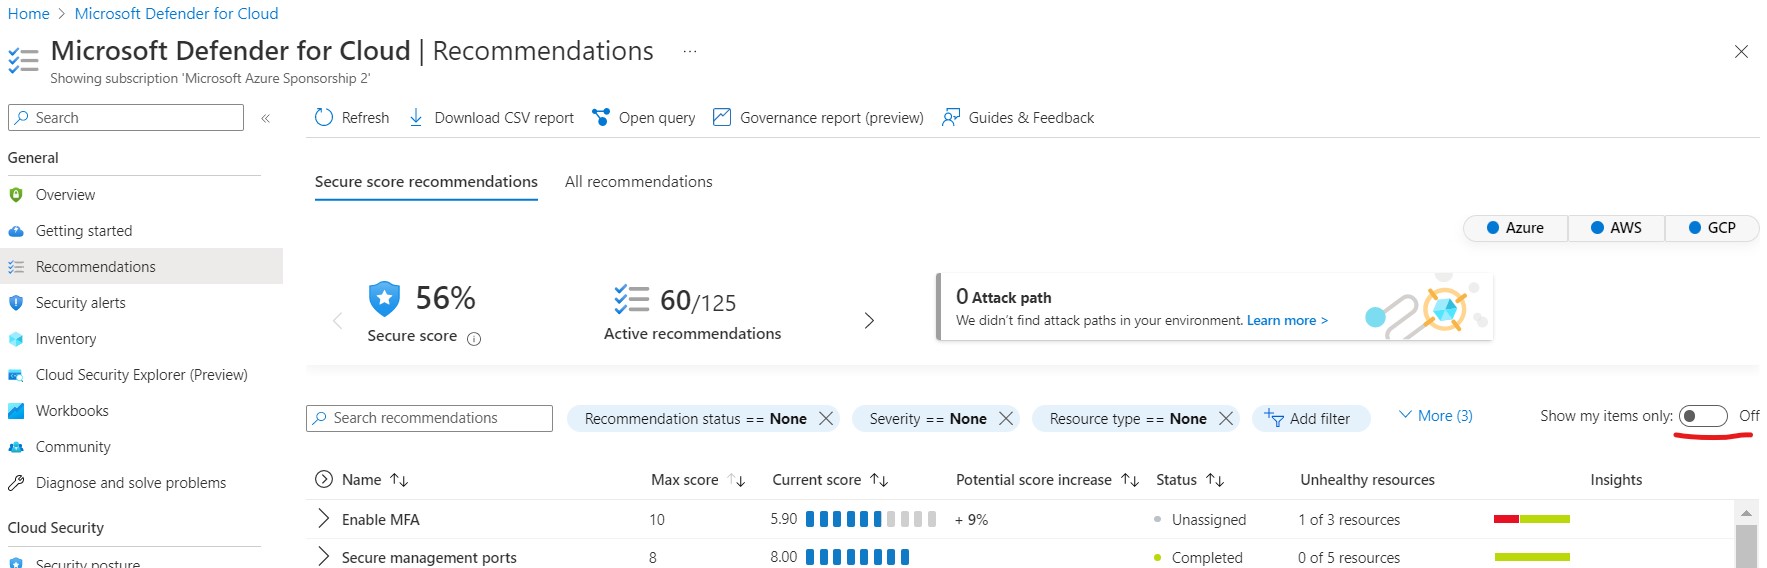 Home > Microsoft Defender for Cloud
Microsoft Defender for Cloud | Recommendations ...
Showing subscription 'Microsoft Azure Sponsorship 2'
Search «
General
Overview
Getting started
Recommendations
Security alerts
Inventory
Cloud Security Explorer (Preview)
Workbooks
Community
Diagnose and solve problems
Cloud Security
Security posture
Refresh Download CSV report Open query Governance report (preview) Guides & Feedback
Secure score recommendations All recommendations
Azure AWS GCP
56%
Secure score
60/125
Active recommendations
0 Attack path
We didn't find attack paths in your environment. Learn more >
Search recommendations Recommendation status == None Severity == None Resource type == None Add filter More (3) Show my items only: Off
Name Max score Current score Potential score increase Status Unhealthy resources Insights
Enable MFA 10 5.90 + 9% Unassigned 1 of 3 resources
Secure management ports 8 8.00 Completed 0 of 5 resources